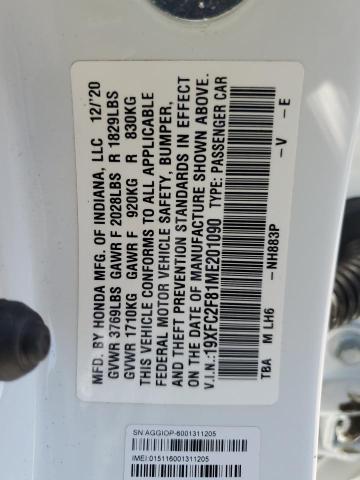 MFD. BY HONDA MFG. OF INDIANA, LLC 12/'20
GVWR 3769LBS GAWR F 2028LBS R 1829LBS
GVWR 1710KG GAWR F 920KG R 830KG
THIS VEHICLE CONFORMS TO ALL APPLICABLE
FEDERAL MOTOR VEHICLE SAFETY, BUMPER,
AND THEFT PREVENTION STANDARDS IN EFFECT
ON THE DATE OF MANUFACTURE SHOWN ABOVE.
V.I.N.:19XFC2F81ME201090 TYPE: PASSENGER CAR
-NH883P -V -E
TBA M LH6
SN:AGGIOP-6001311205
IMEI:015116001311205